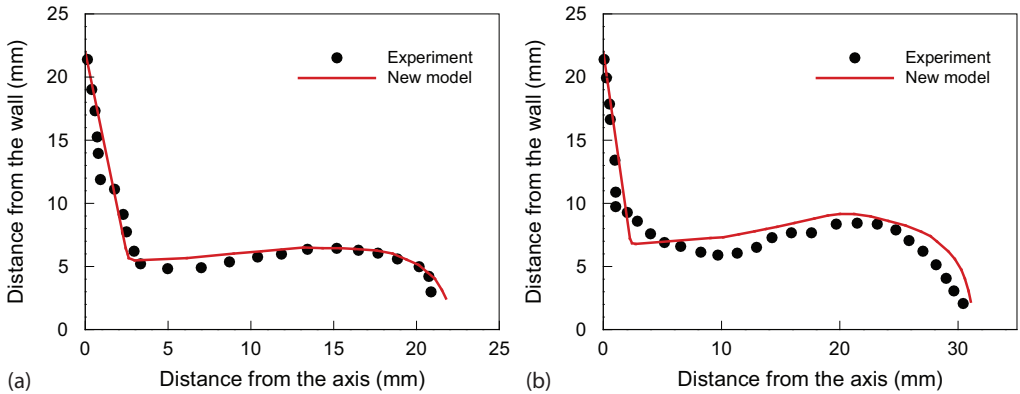 25
20
15
10
5
0
Distance from the wall (mm)
Experiment
New model
0 5 10 15 20 25
Distance from the axis (mm)
(a)
25
20
15
10
5
0
Distance from the wall (mm)
Experiment
New model
0 10 20 30
Distance from the axis (mm)
(b)